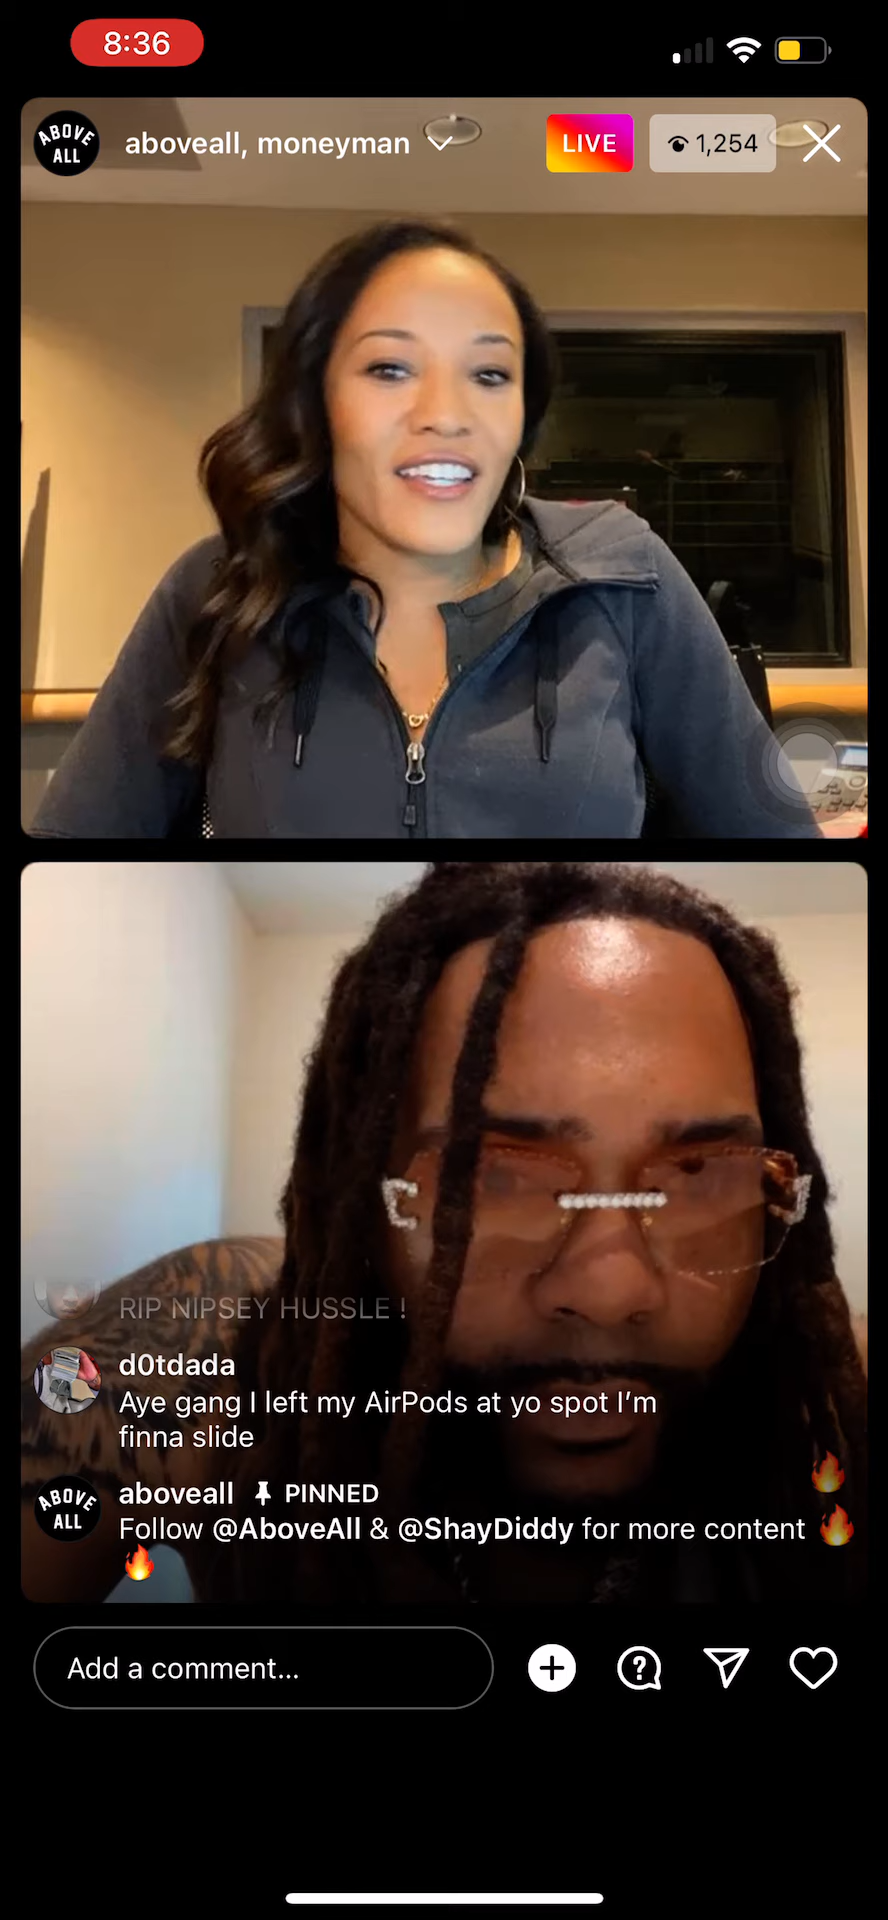 8:36
ABOVE
ALL
aboveall, moneyman
LIVE
1,254
RIP NIPSEY HUSSLE !
d0tdada
Aye gang I left my AirPods at yo spot I’m
finna slide
ABOVE
ALL
aboveall PINNED
Follow @AboveAll & @ShayDiddy for more content 🔥
🔥
Add a comment...